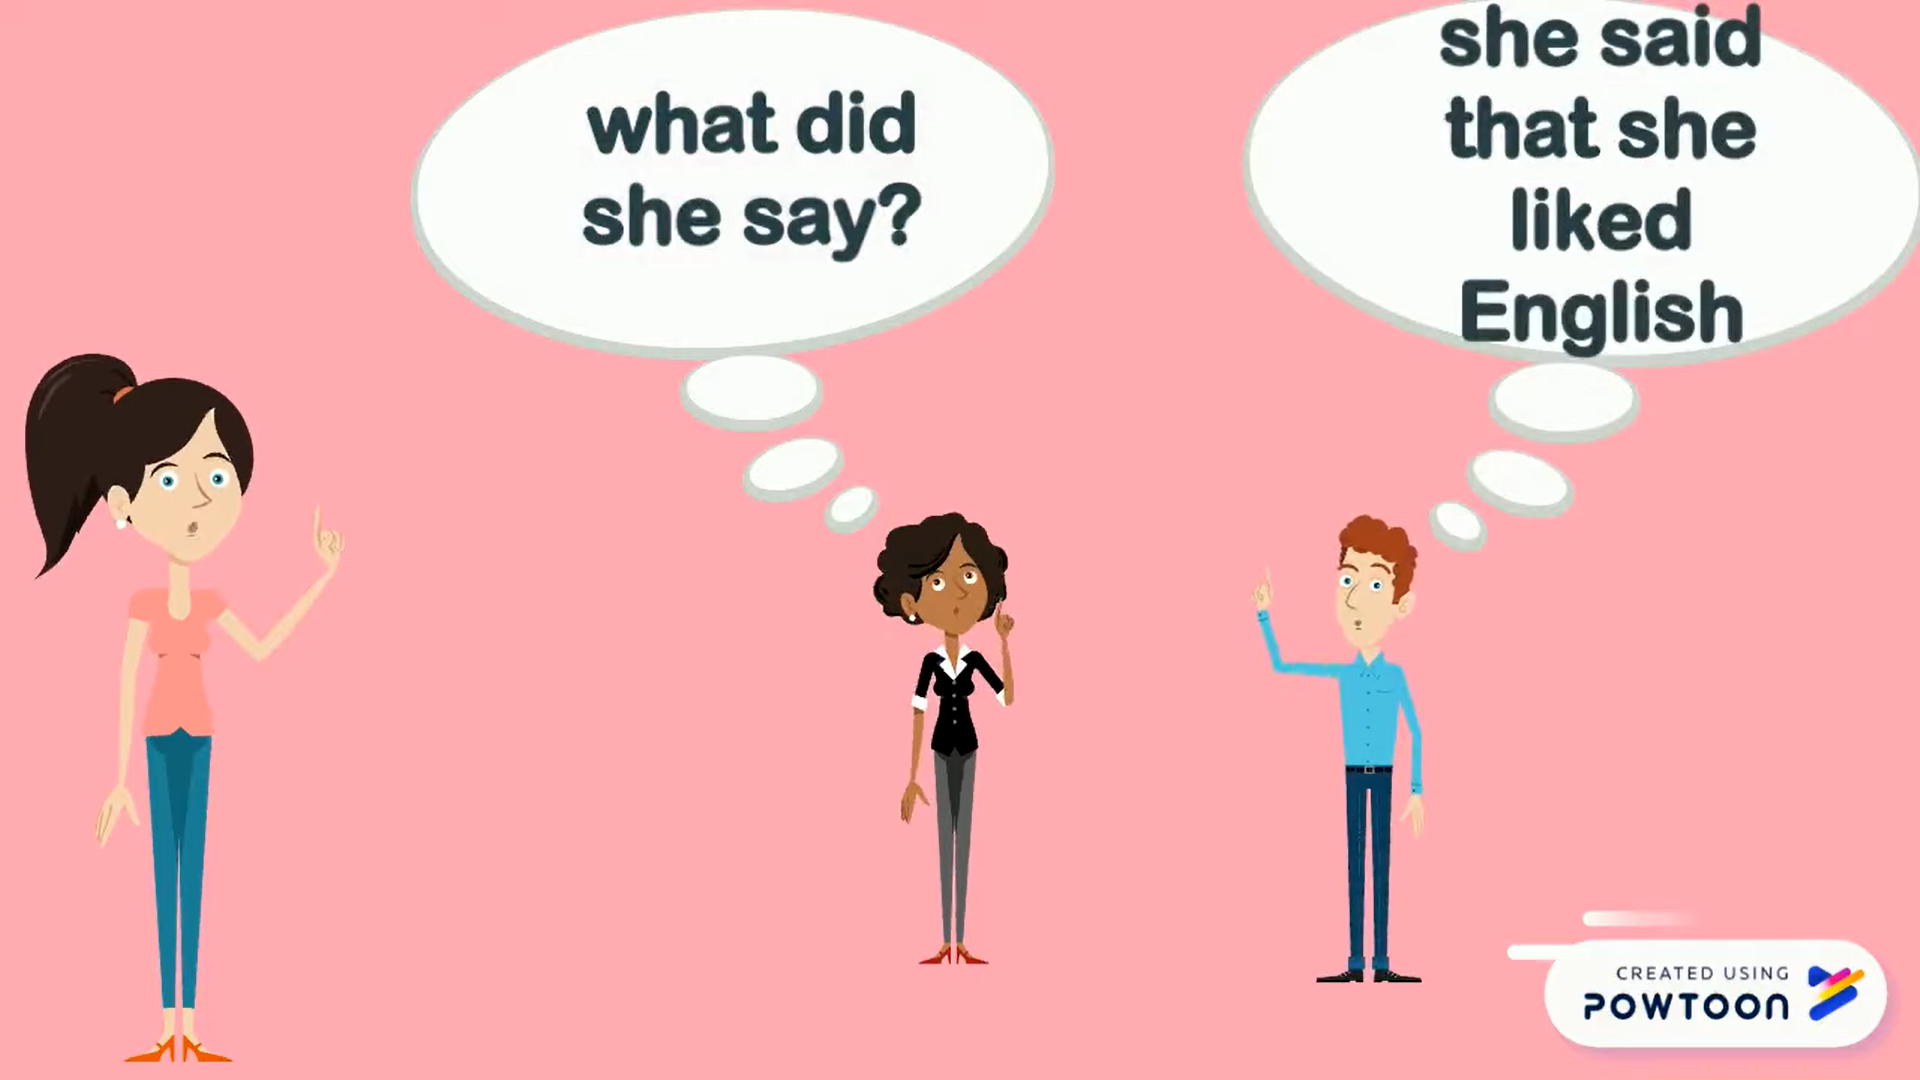 what did
she say?
she said
that she
liked
English
CREATED USING
POWTOON